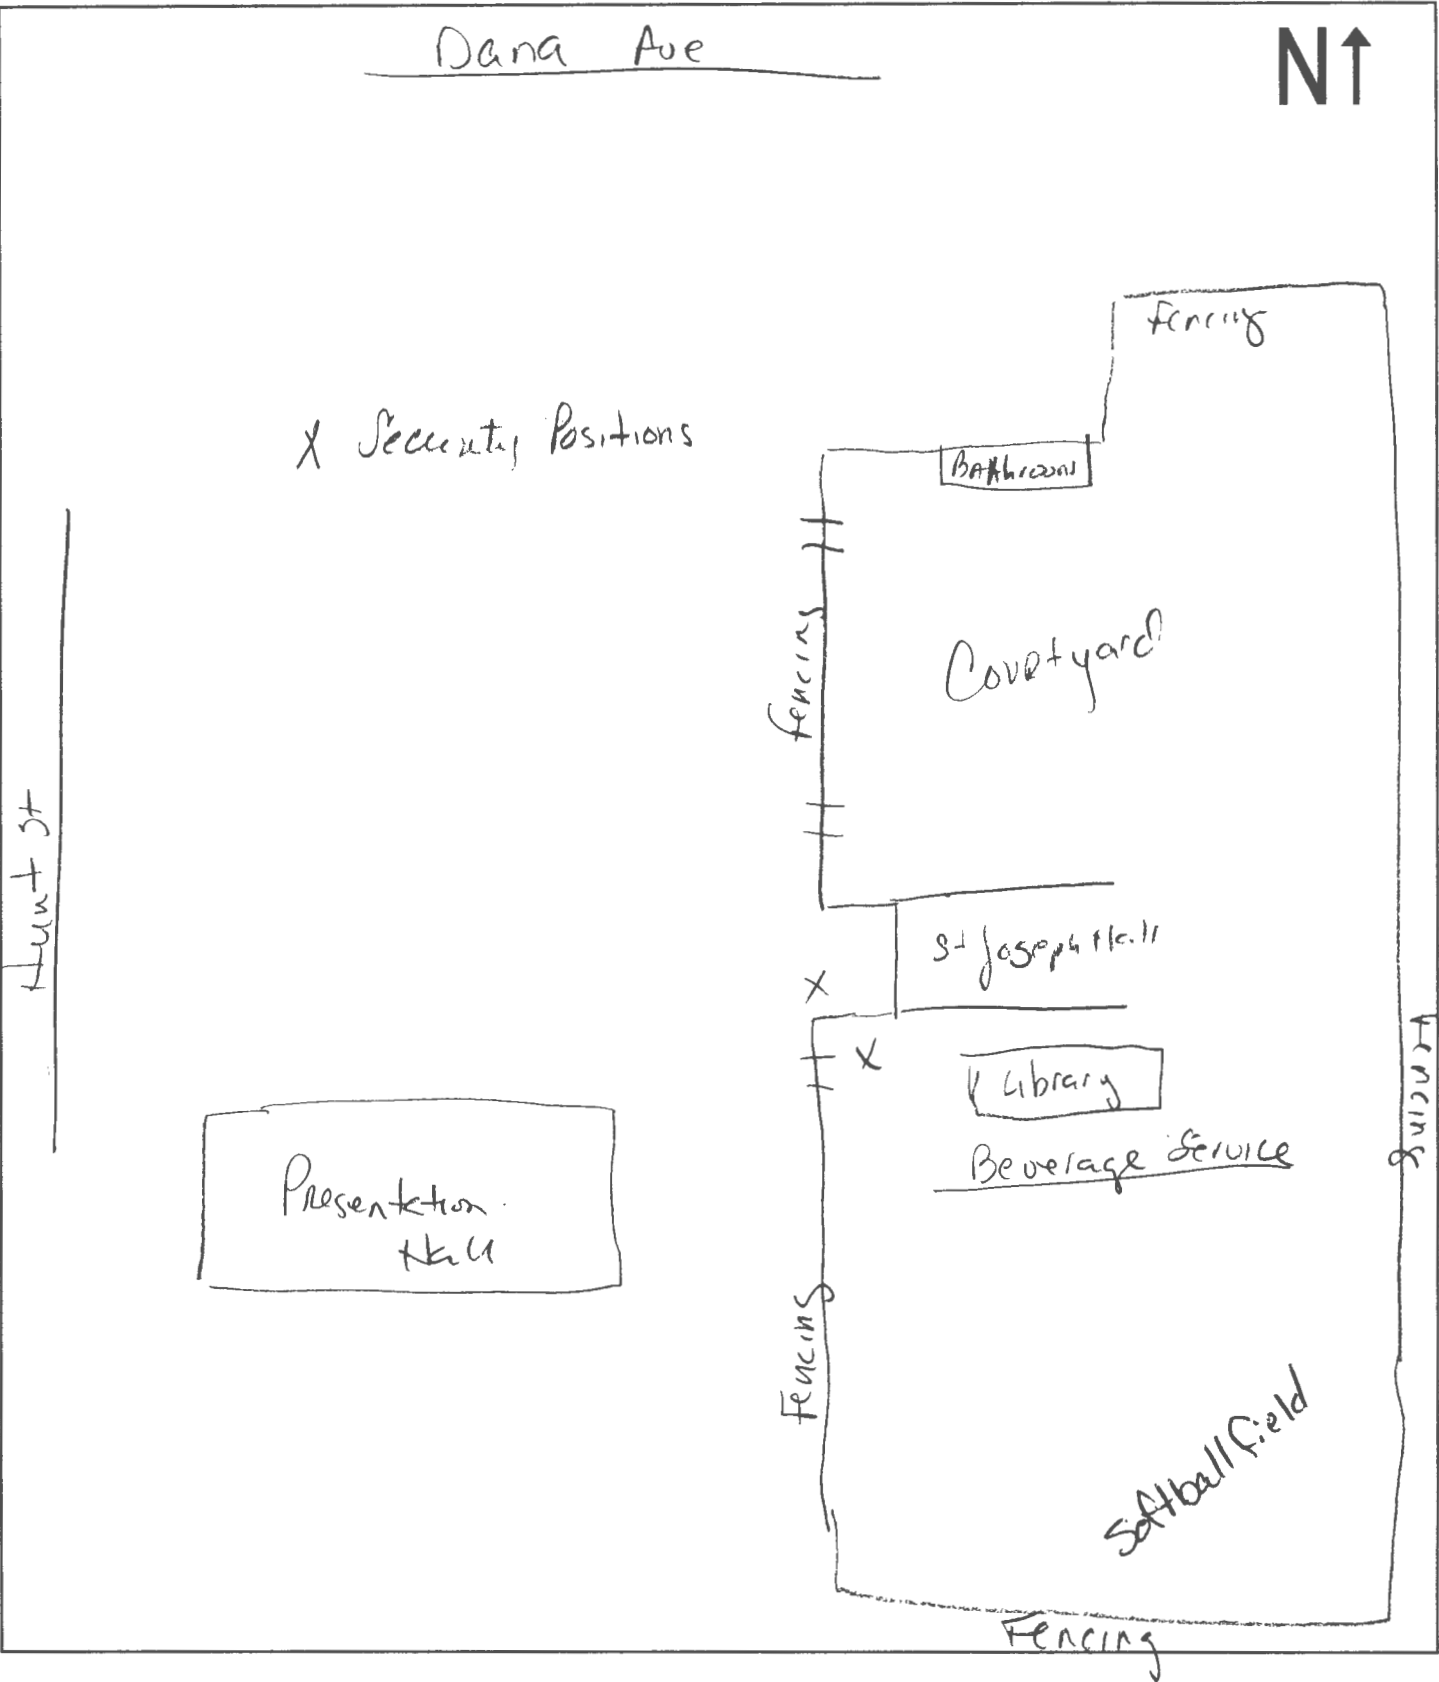 Dana Ave
N↑
Fencing
X Security Positions
Bathrooms
Fencing
Courtyard
Hunt St
St Joseph Hall
X
X
Library
Fencing
Beverage Service
Presentation
Hall
Fencing
Softball Field
Fencing